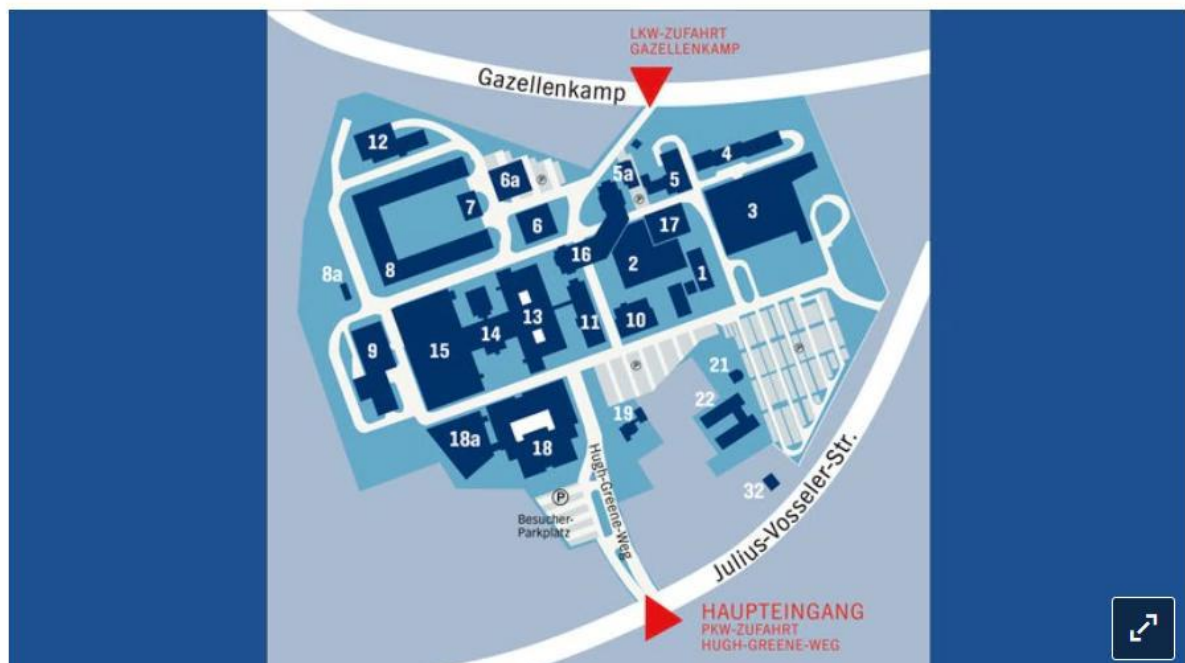 LKW-ZUFAHRT
GAZELLENKAMP
Gazellenkamp
12
4
6a
P
5a
5
7
P
3
6
17
16
2
8a
8
1
13
11
10
14
15
9
P
P
21
22
19
18a
18
Hugh-Greene-Weg
32
P
Besucher-
Parkplatz
Julius-Vosseler-Str.
HAUPTEINGANG
PKW-ZUFAHRT
HUGH-GREENE-WEG